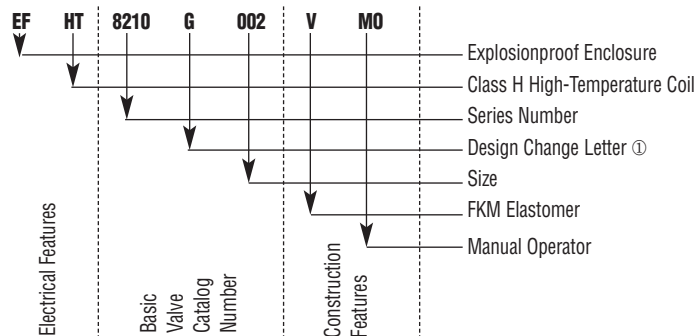 EF HT 8210 G 002 V MO
Explosionproof Enclosure
Class H High-Temperature Coil
Series Number
Design Change Letter ①
Size
FKM Elastomer
Manual Operator
Electrical Features
Basic
Valve
Catalog
Number
Construction
Features